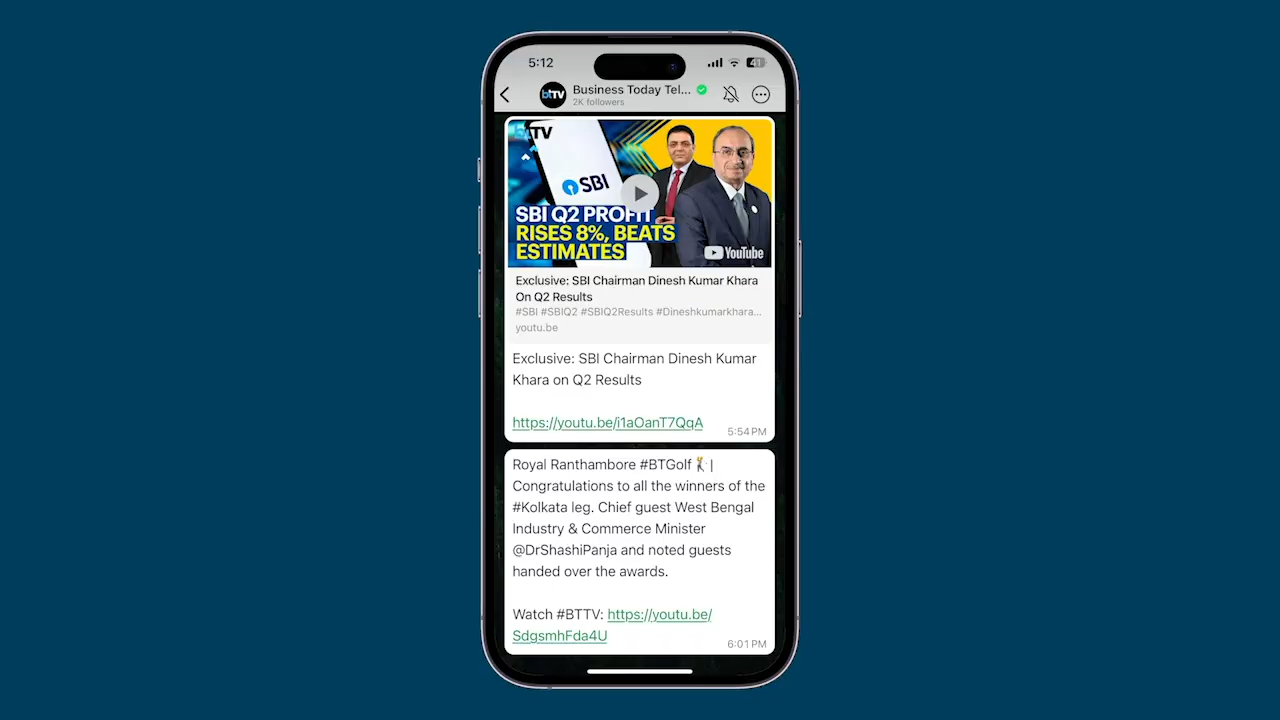 5:12
41
btTV
Business Today Tel...
2K followers
btTV
SBI
SBI Q2 PROFIT
RISES 8%, BEATS
ESTIMATES
YouTube
Exclusive: SBI Chairman Dinesh Kumar Khara
On Q2 Results
#SBI #SBIQ2 #SBIQ2Results #Dineshkumarkhara...
youtu.be
Exclusive: SBI Chairman Dinesh Kumar
Khara on Q2 Results
https://youtu.be/i1aOanT7QqA
5:54 PM
Royal Ranthambore #BTGolf🏌|
Congratulations to all the winners of the
#Kolkata leg. Chief guest West Bengal
Industry & Commerce Minister
@DrShashiPanja and noted guests
handed over the awards.
Watch #BTTV: https://youtu.be/
SdgsmhFda4U
6:01 PM